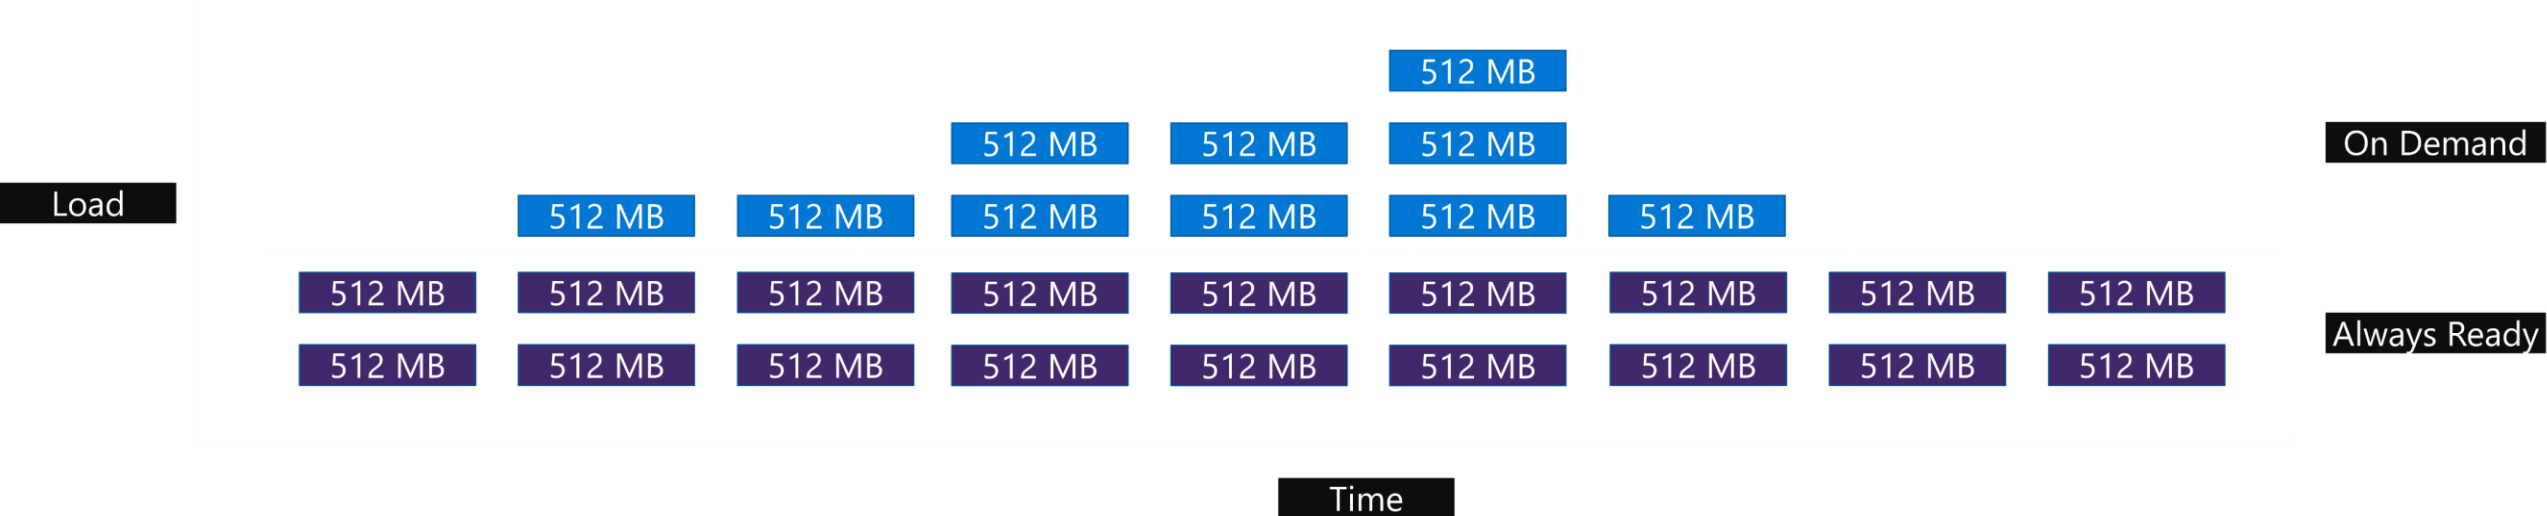 512 MB
512 MB 512 MB 512 MB
On Demand
Load
512 MB 512 MB 512 MB 512 MB 512 MB 512 MB
512 MB 512 MB 512 MB 512 MB 512 MB 512 MB 512 MB 512 MB 512 MB
Always Ready
512 MB 512 MB 512 MB 512 MB 512 MB 512 MB 512 MB 512 MB 512 MB
Time